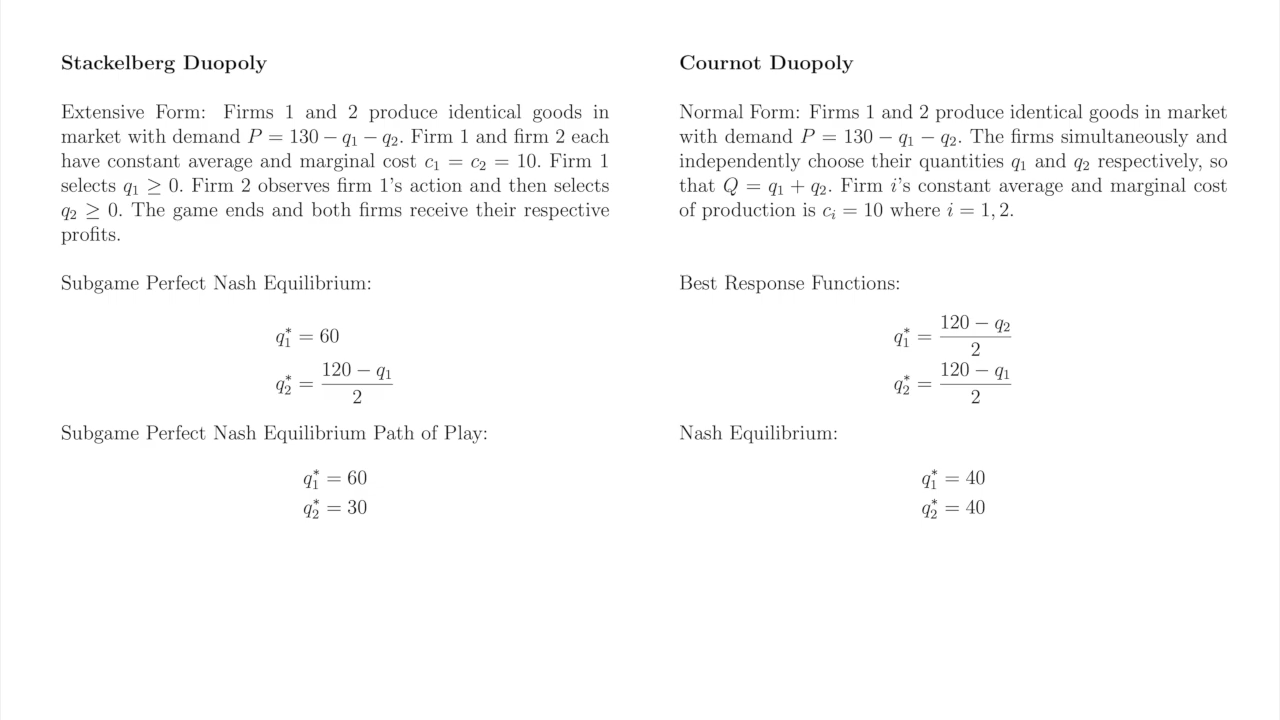 Stackelberg Duopoly
Extensive Form: Firms 1 and 2 produce identical goods in
market with demand P = 130 − q₁ − q₂. Firm 1 and firm 2 each
have constant average and marginal cost c₁ = c₂ = 10. Firm 1
selects q₁ ≥ 0. Firm 2 observes firm 1's action and then selects
q₂ ≥ 0. The game ends and both firms receive their respective
profits.
Subgame Perfect Nash Equilibrium:
q₁* = 60
q₂* = (120 − q₁)/2
Subgame Perfect Nash Equilibrium Path of Play:
q₁* = 60
q₂* = 30
Cournot Duopoly
Normal Form: Firms 1 and 2 produce identical goods in market
with demand P = 130 − q₁ − q₂. The firms simultaneously and
independently choose their quantities q₁ and q₂ respectively, so
that Q = q₁ + q₂. Firm i's constant average and marginal cost
of production is cᵢ = 10 where i = 1, 2.
Best Response Functions:
q₁* = (120 − q₂)/2
q₂* = (120 − q₁)/2
Nash Equilibrium:
q₁* = 40
q₂* = 40